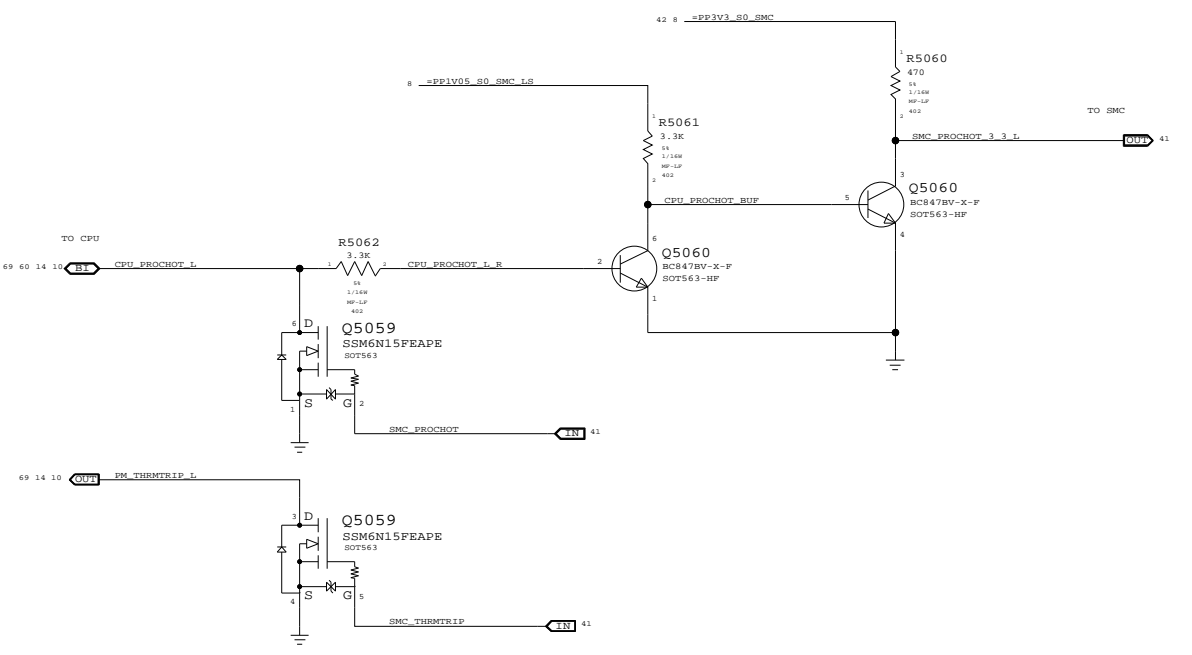 42 8 =PP3V3_S0_SMC
1
R5060
470
5%
1/16W
MF-LF
402
2
8 =PP1V05_S0_SMC_LS
1
R5061
3.3K
5%
1/16W
MF-LF
402
2
TO SMC
SMC_PROCHOT_3_3_L
OUT 41
3
Q5060
BC847BV-X-F
SOT563-HF
5
4
CPU_PROCHOT_BUF
6
Q5060
BC847BV-X-F
SOT563-HF
2
1
TO CPU
69 60 14 10 BI CPU_PROCHOT_L
R5062
1 3.3K 2
5%
1/16W
MF-LF
402
CPU_PROCHOT_L_R
6 D
Q5059
SSM6N15FEAPE
SOT563
1 S G 2
SMC_PROCHOT IN 41
69 14 10 OUT PM_THRMTRIP_L
3 D
Q5059
SSM6N15FEAPE
SOT563
4 S G 5
SMC_THRMTRIP IN 41